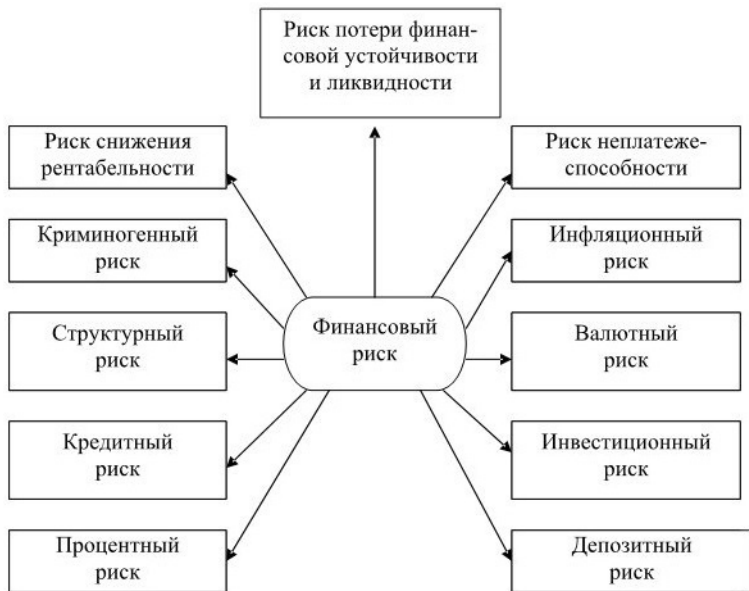 Риск потери финан-
совой устойчивости
и ликвидности
Риск снижения
рентабельности
Риск неплатеже-
способности
Криминогенный
риск
Инфляционный
риск
Структурный
риск
Финансовый
риск
Валютный
риск
Кредитный
риск
Инвестиционный
риск
Процентный
риск
Депозитный
риск